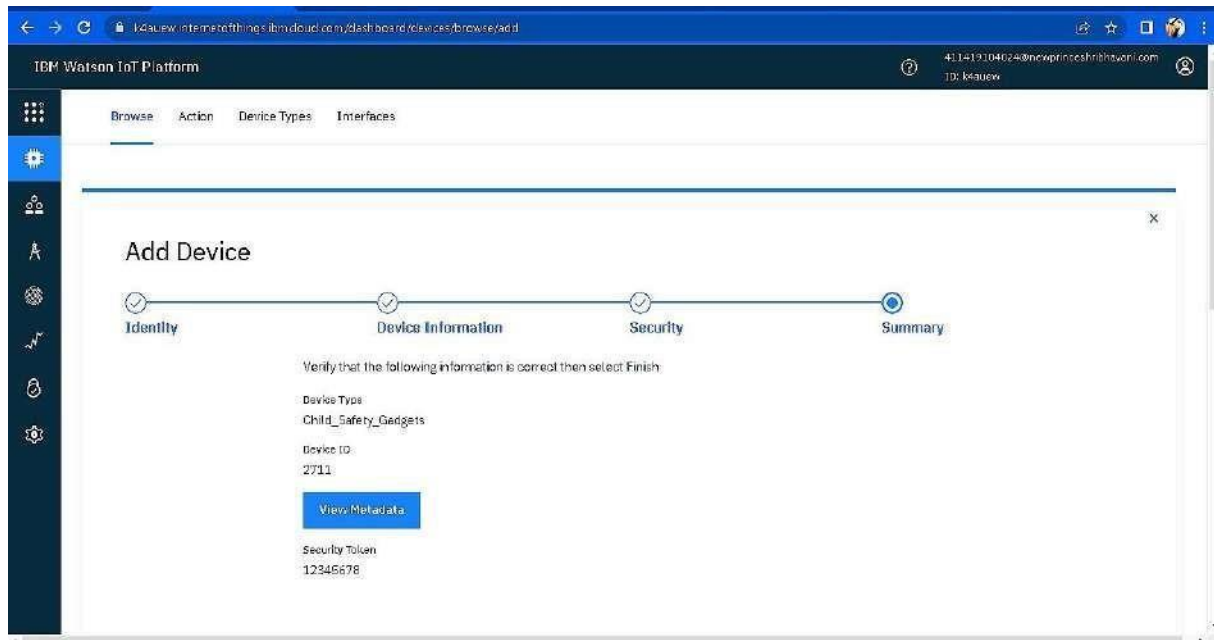 k4auew.internetofthings.ibmcloud.com/dashboard/devices/browse/add
IBM Watson IoT Platform
411419104024@newprinceshribhavani.com
ID: k4auew
Browse Action Device Types Interfaces
Add Device
Identity Device Information Security Summary
Verify that the following information is correct then select Finish
Device Type
Child_Safety_Gadgets
Device ID
2711
View Metadata
Security Token
12345678